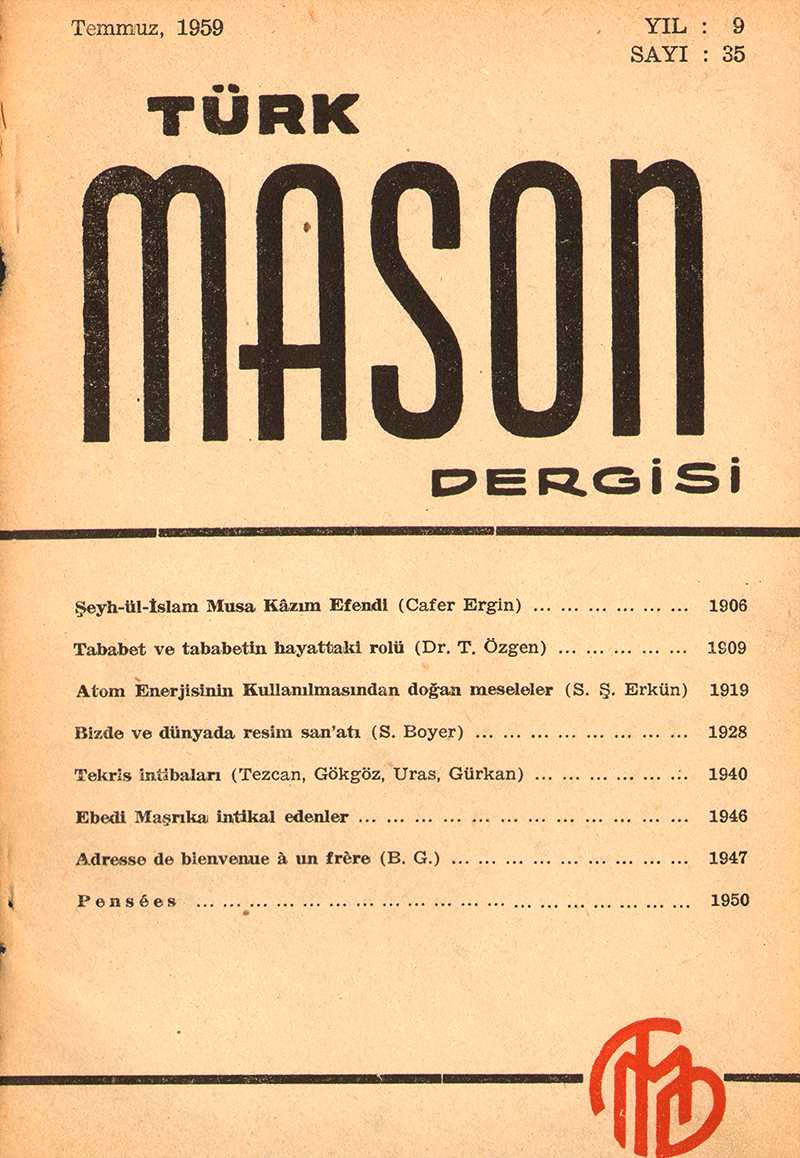 Temmuz, 1959
YIL : 9
SAYI : 35
TÜRK
MASON
DERGİSİ
Şeyh-ül-İslam Musa Kâzım Efendi (Cafer Ergin) ... ... ... ... ... ... 1906
Tababet ve tababetin hayattaki rolü (Dr. T. Özgen) ... ... ... ... ... 1909
Atom Enerjisinin Kullanılmasından doğan meseleler (S. Ş. Erkün) 1919
Bizde ve dünyada resim san'atı (S. Boyer) ... ... ... ... ... ... ... ... 1928
Tekris intibaları (Tezcan, Gökgöz, Uras, Gürkan) ... ... ... ... ... ... 1940
Ebedi Maşrıka intikal edenler ... ... ... ... ... ... ... ... ... ... ... ... 1946
Adresse de bienvenue à un frère (B. G.) ... ... ... ... ... ... ... ... ... 1947
Pensées ... ... ... ... ... ... ... ... ... ... ... ... ... ... ... ... ... ... ... 1950
TMD